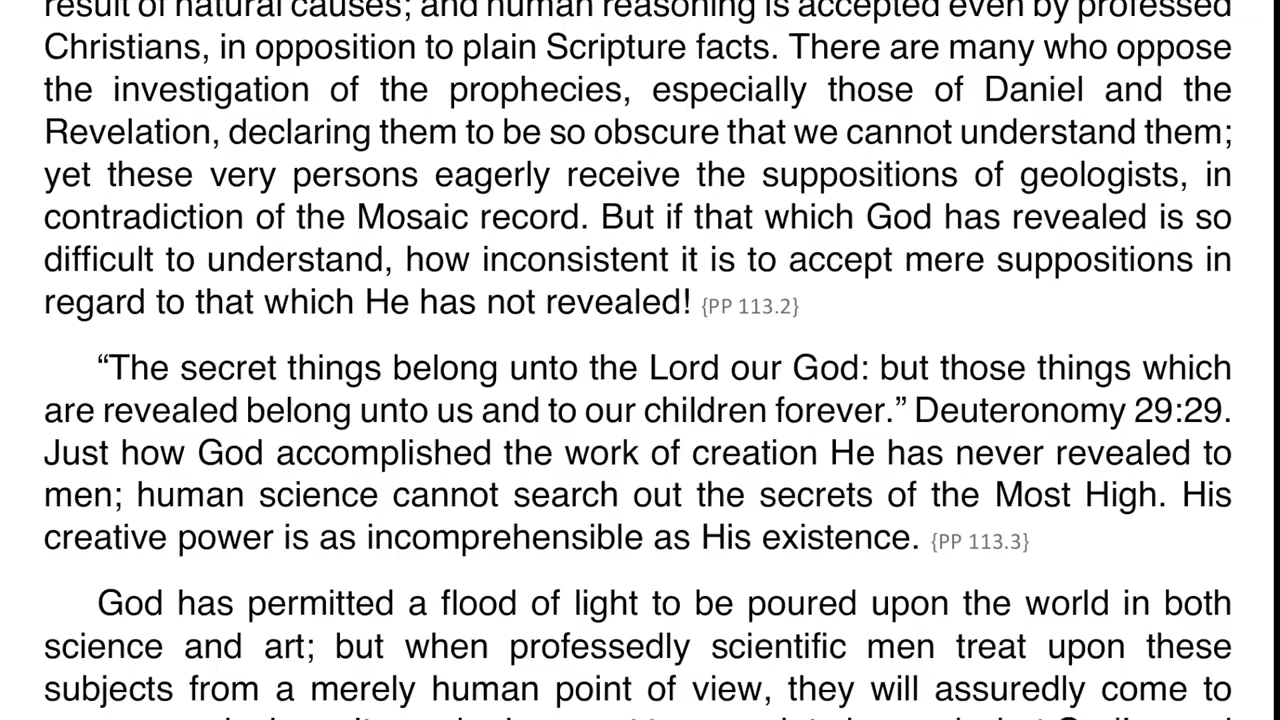 result of natural causes; and human reasoning is accepted even by professed
Christians, in opposition to plain Scripture facts. There are many who oppose
the investigation of the prophecies, especially those of Daniel and the
Revelation, declaring them to be so obscure that we cannot understand them;
yet these very persons eagerly receive the suppositions of geologists, in
contradiction of the Mosaic record. But if that which God has revealed is so
difficult to understand, how inconsistent it is to accept mere suppositions in
regard to that which He has not revealed! {PP 113.2}
“The secret things belong unto the Lord our God: but those things which
are revealed belong unto us and to our children forever.” Deuteronomy 29:29.
Just how God accomplished the work of creation He has never revealed to
men; human science cannot search out the secrets of the Most High. His
creative power is as incomprehensible as His existence. {PP 113.3}
God has permitted a flood of light to be poured upon the world in both
science and art; but when professedly scientific men treat upon these
subjects from a merely human point of view, they will assuredly come to